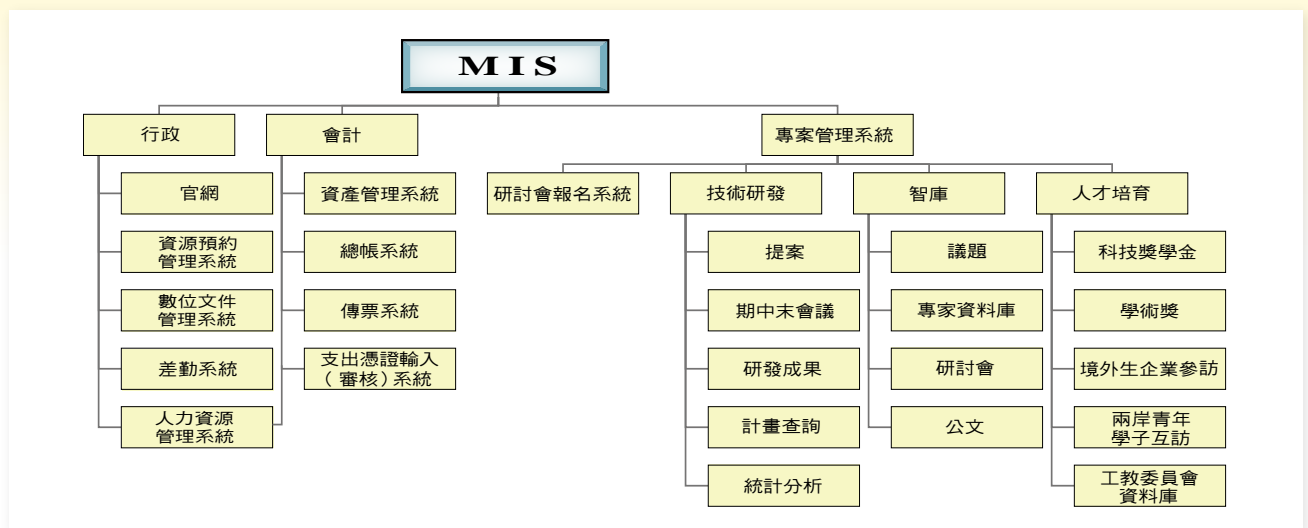 MIS
行政
會計
專案管理系統
官網
資源預約
管理系統
數位文件
管理系統
差勤系統
人力資源
管理系統
資產管理系統
總帳系統
傳票系統
支出憑證輸入
(審核)系統
研討會報名系統
技術研發
提案
期中末會議
研發成果
計畫查詢
統計分析
智庫
議題
專家資料庫
研討會
公文
人才培育
科技獎學金
學術獎
境外生企業參訪
兩岸青年
學子互訪
工教委員會
資料庫